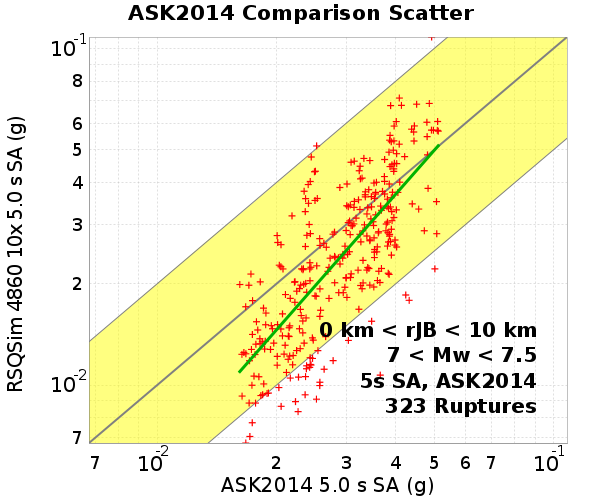 ASK2014 Comparison Scatter
RSQSim 4860 10x 5.0 s SA (g)
10-1
8
6
5
4
3
2
10-2
7
0 km < rJB < 10 km
7 < Mw < 7.5
5s SA, ASK2014
323 Ruptures
7 10-2 2 3 4 5 6 7 10-1
ASK2014 5.0 s SA (g)